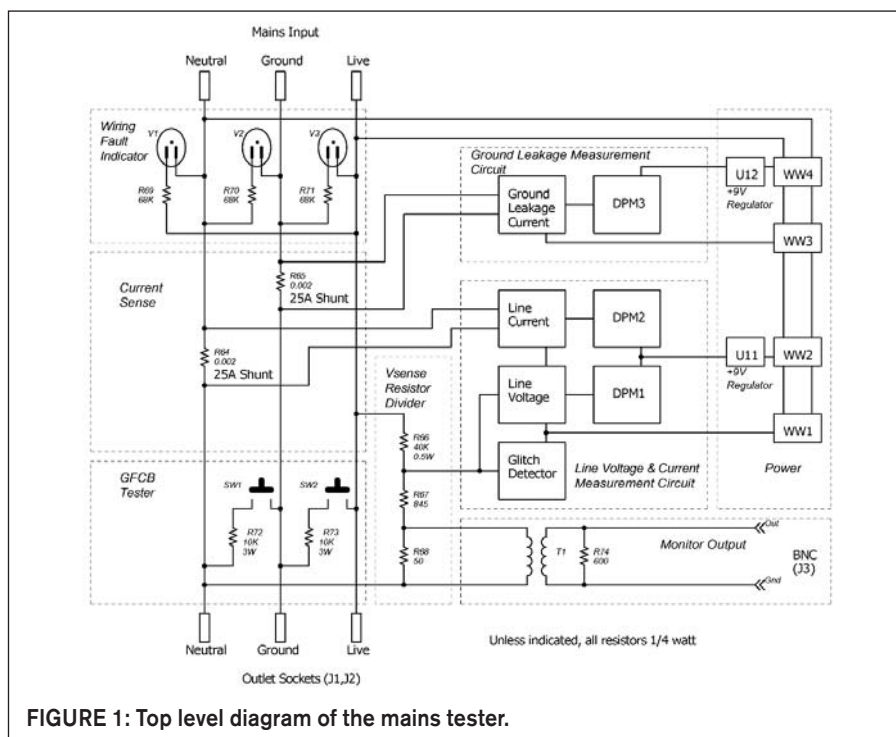 Mains Input
Neutral
Ground
Live
Wiring
Fault
Indicator
V1
V2
V3
R69
68K
R70
68K
R71
68K
Ground Leakage Measurement
Circuit
Ground
Leakage
Current
DPM3
U12
+9V
Regulator
WW4
WW3
Current
Sense
R65
0.002
25A Shunt
R64
0.002
25A Shunt
Line
Current
DPM2
Line
Voltage
DPM1
Glitch
Detector
U11
+9V
Regulator
WW2
WW1
Line Voltage & Current
Measurement Circuit
Power
Vsense
Resistor
Divider
R66
40K
0.5W
R67
845
R68
50
GFCB
Tester
SW1
SW2
R72
10K
3W
R73
10K
3W
T1
R74
600
Monitor Output
Out
BNC
(J3)
Gnd
Neutral
Ground
Live
Outlet Sockets (J1,J2)
Unless indicated, all resistors 1/4 watt
FIGURE 1: Top level diagram of the mains tester.